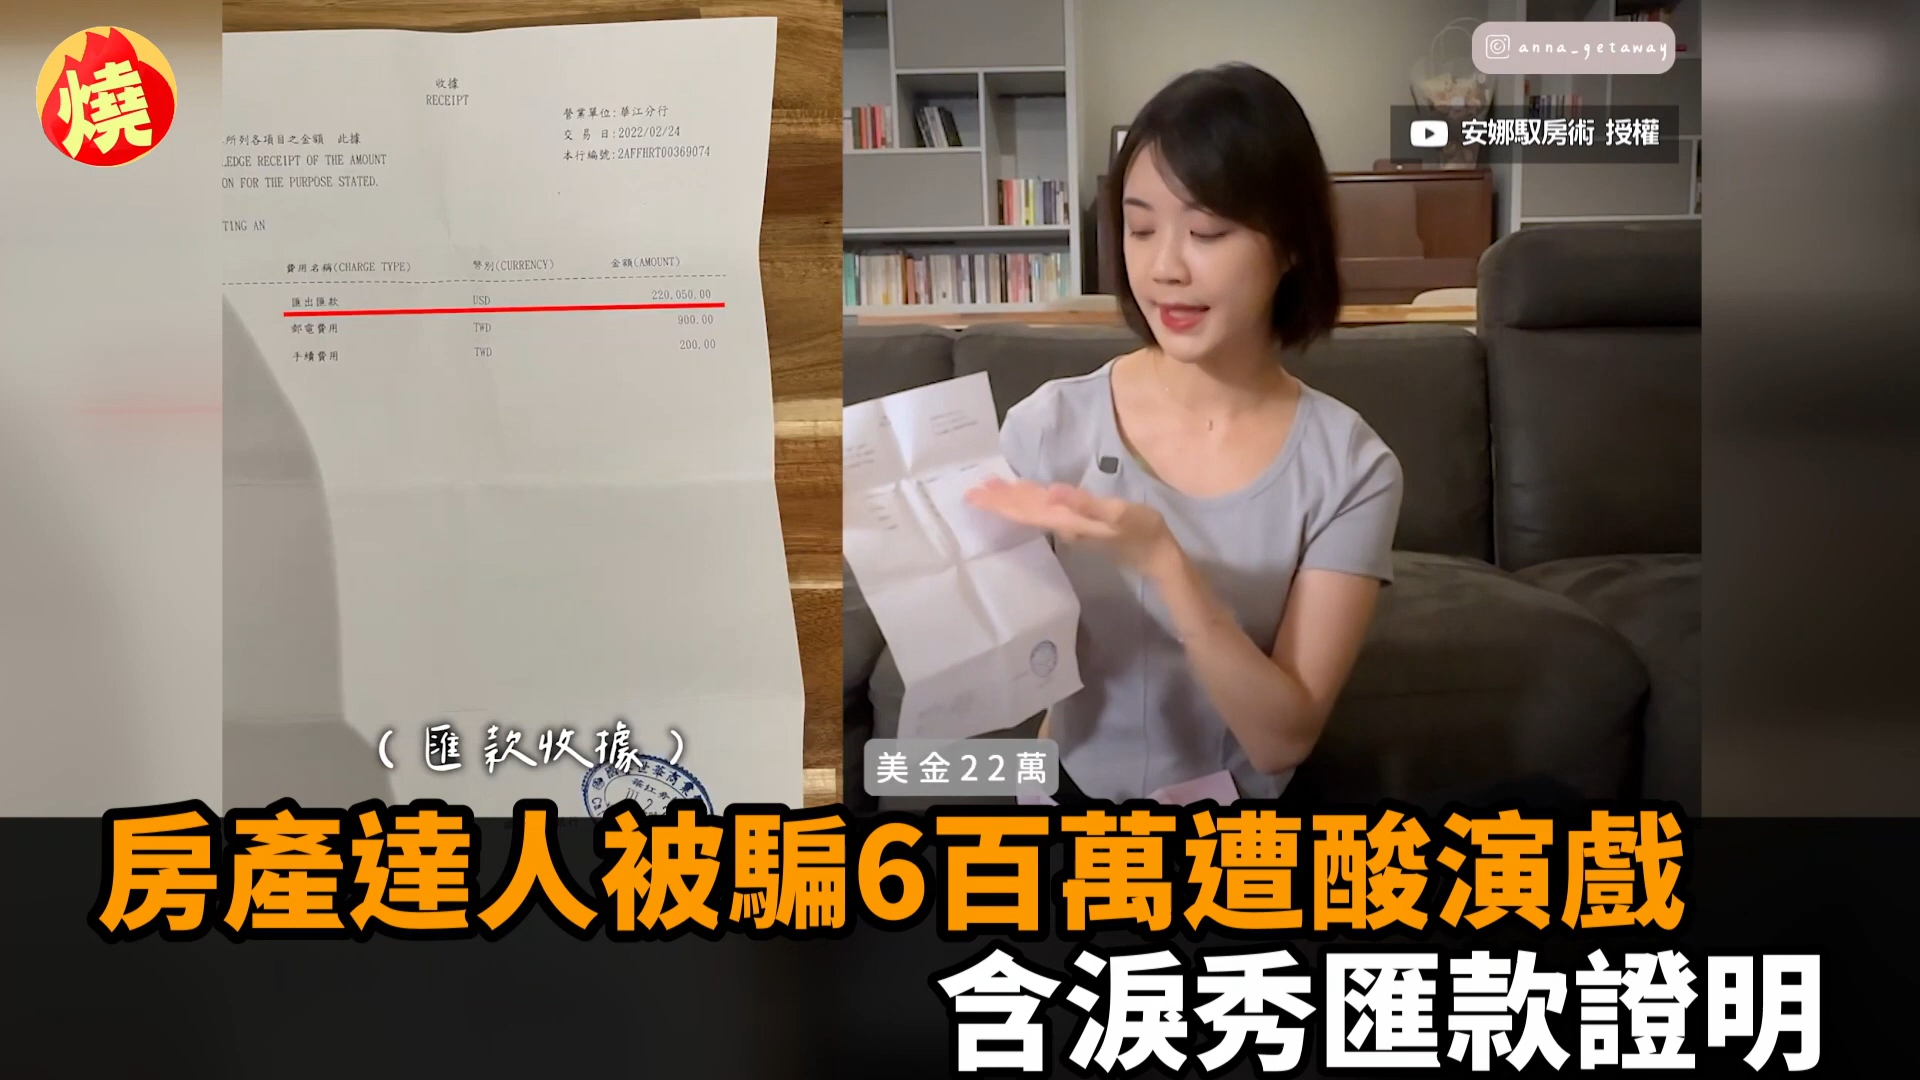 燒
收據
RECEIPT
營業單位:華江分行
交 易 日:2022/02/24
本行編號:2AFFHRT00369074
所列各項目之金額 此據
EDGE RECEIPT OF THE AMOUNT
ON FOR THE PURPOSE STATED.
TING AN
費用名稱(CHARGE TYPE) 幣別(CURRENCY) 金額(AMOUNT)
匯出匯款 USD 220,050.00
郵電費用 TWD 900.00
手續費用 TWD 200.00
(匯款收據)
anna_getaway
安娜馭房術 授權
美金22萬
房產達人被騙6百萬遭酸演戲
含淚秀匯款證明